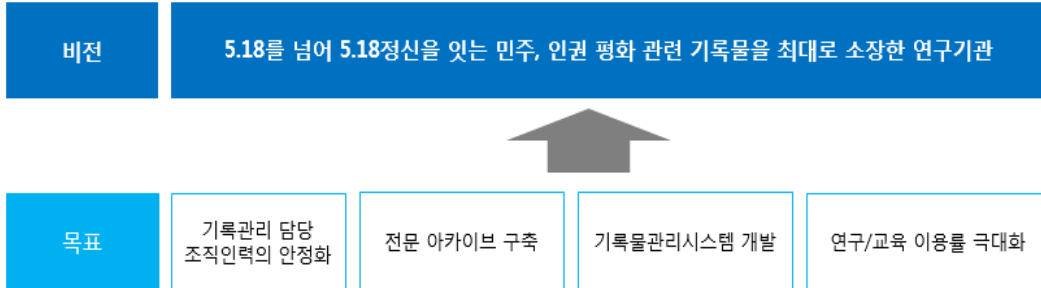 비전
5.18를 넘어 5.18정신을 잇는 민주, 인권 평화 관련 기록물을 최대로 소장한 연구기관
목표
기록관리 담당
조직인력의 안정화
전문 아카이브 구축
기록물관리시스템 개발
연구/교육 이용률 극대화